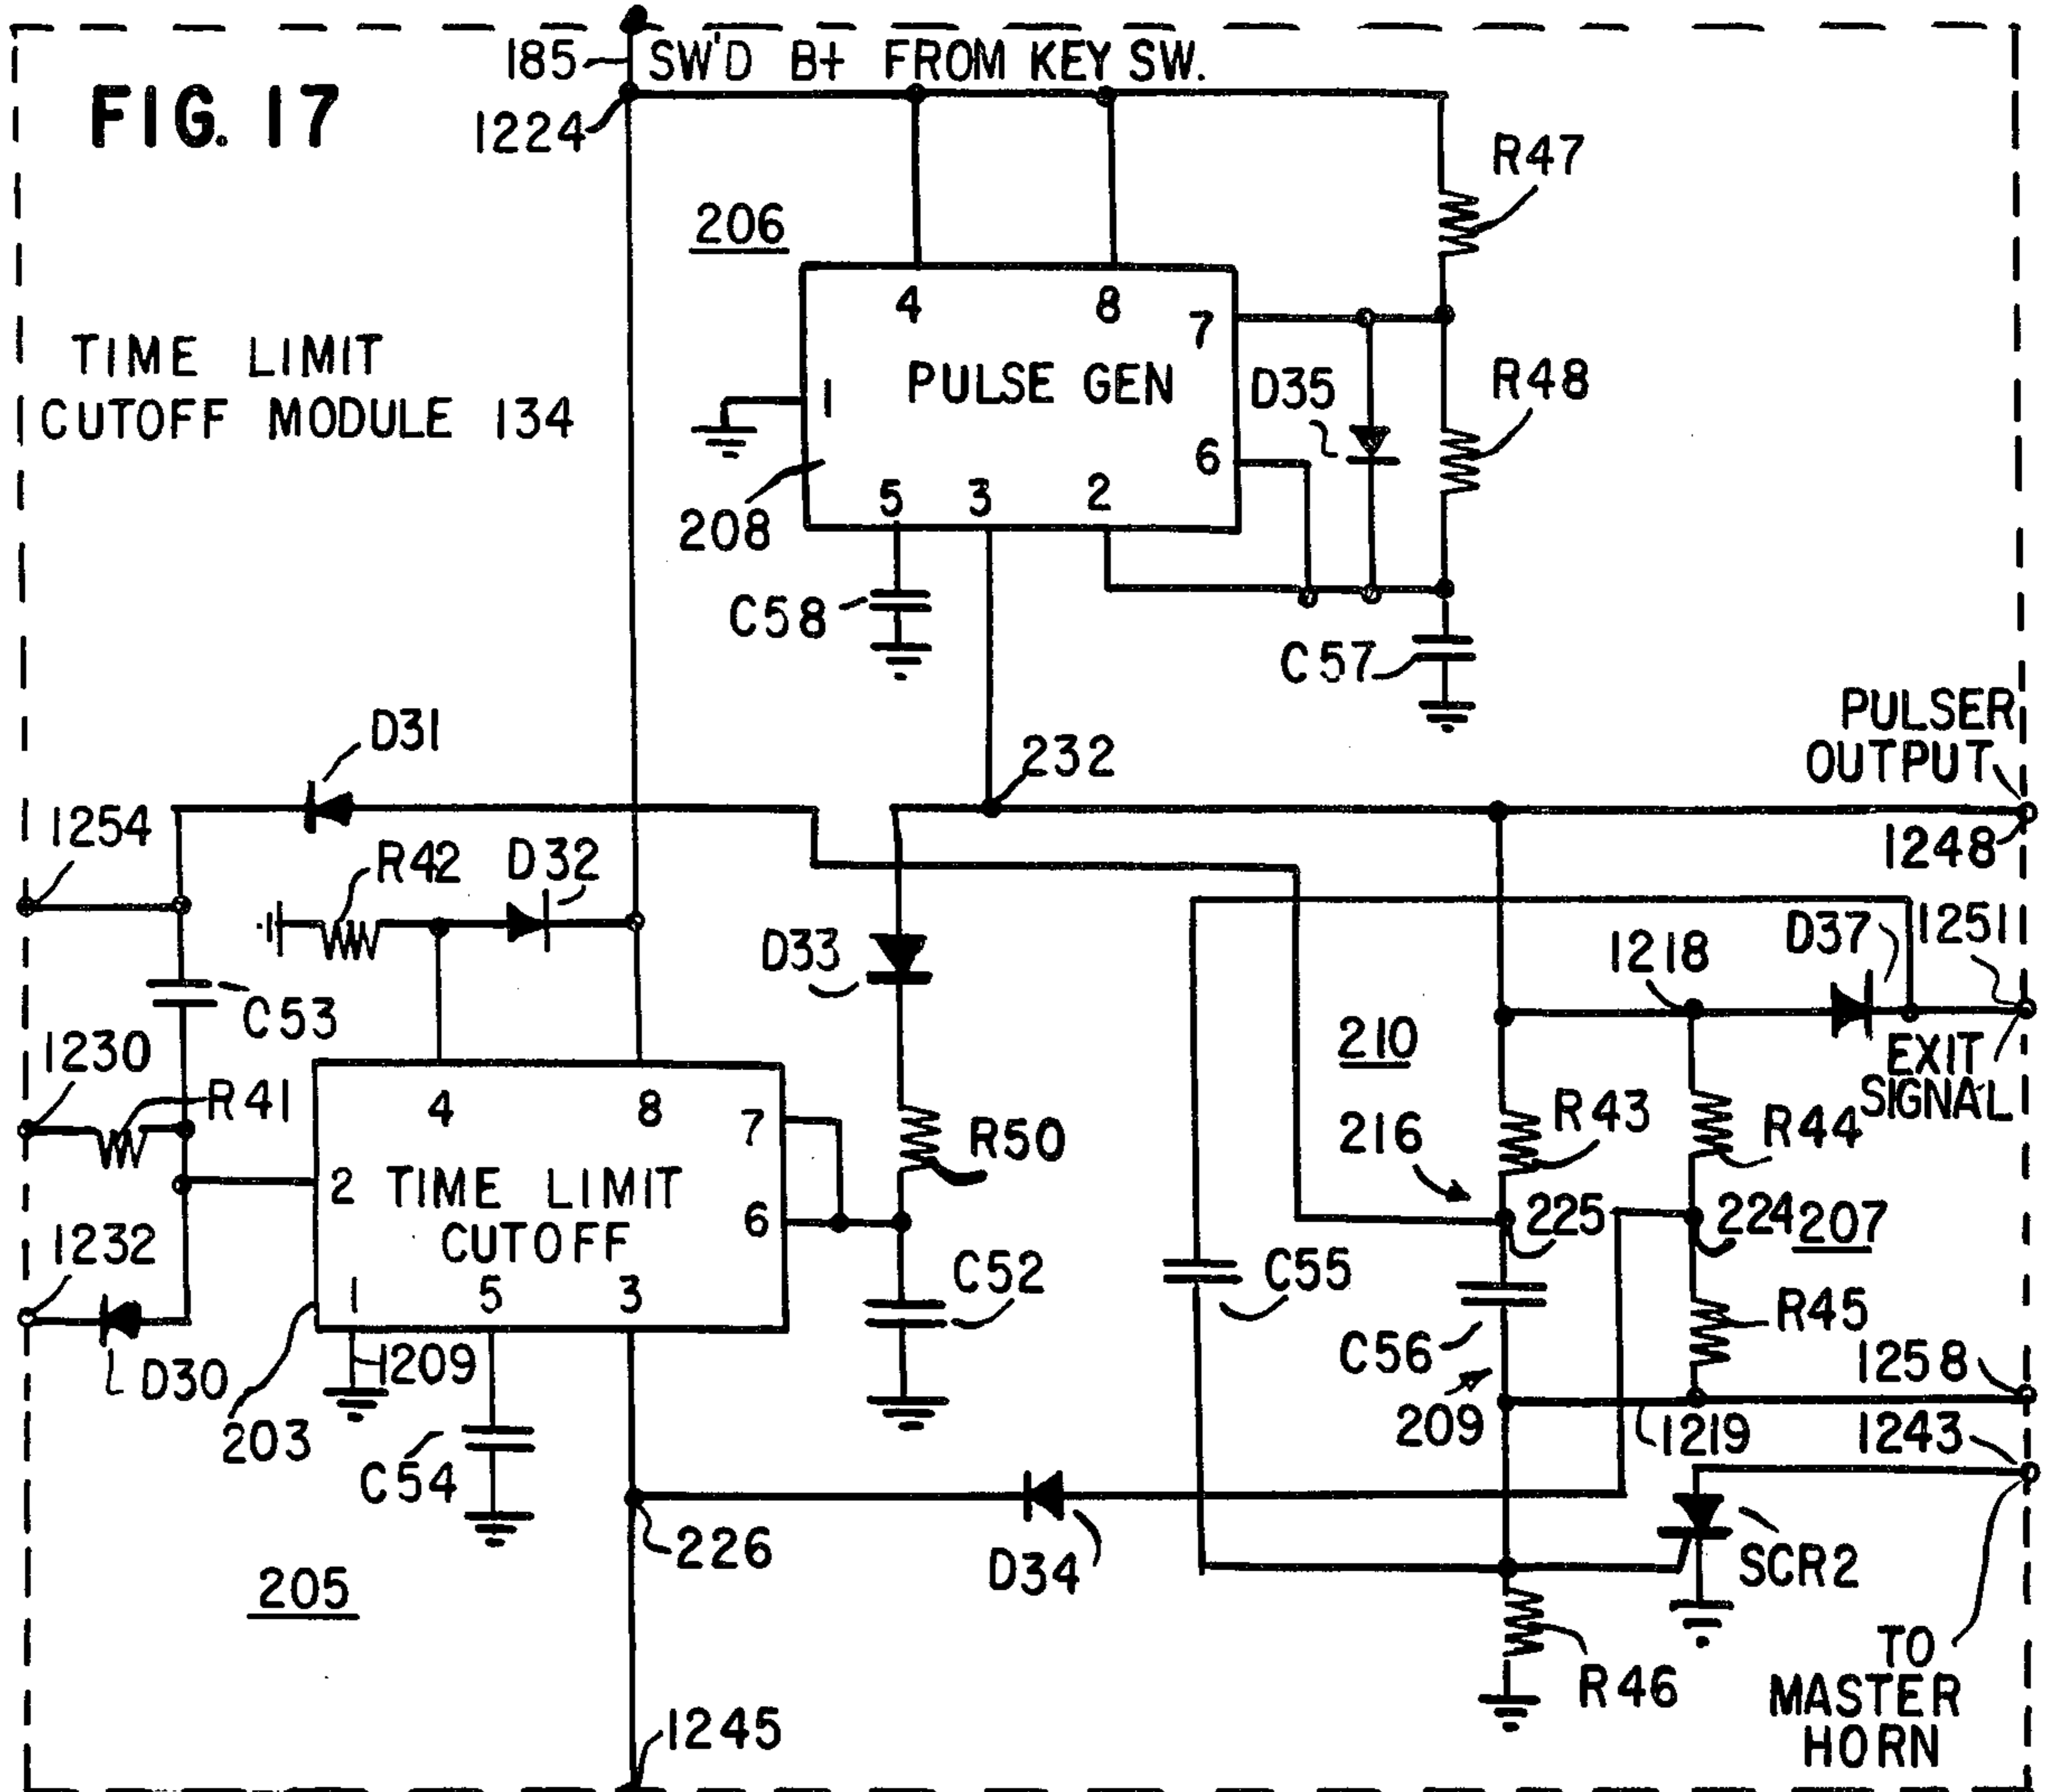 185 SW'D B+ FROM KEY SW.
FIG. 17
1224
R47
206
4 8
7
TIME LIMIT
CUTOFF MODULE 134
1
PULSE GEN
D35
R48
6
5 3 2
208
C58
C57
PULSER
OUTPUT
D31
232
1254
1248
R42
D32
D33
1218
D37
1251
C53
210
EXIT
SIGNAL
1230
R41
4 8
7
R50
216
R43
R44
2
TIME LIMIT
CUTOFF
6
225
224
207
1232
1 5 3
C52
C55
R45
D30
1209
C56
1258
203
209
1219
1243
C54
226
D34
SCR2
205
TO
MASTER
HORN
R46
1245